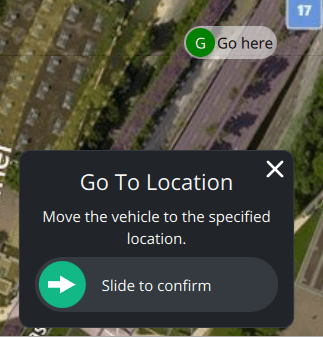 17
G Go here
Go To Location
Move the vehicle to the specified
location.
Slide to confirm